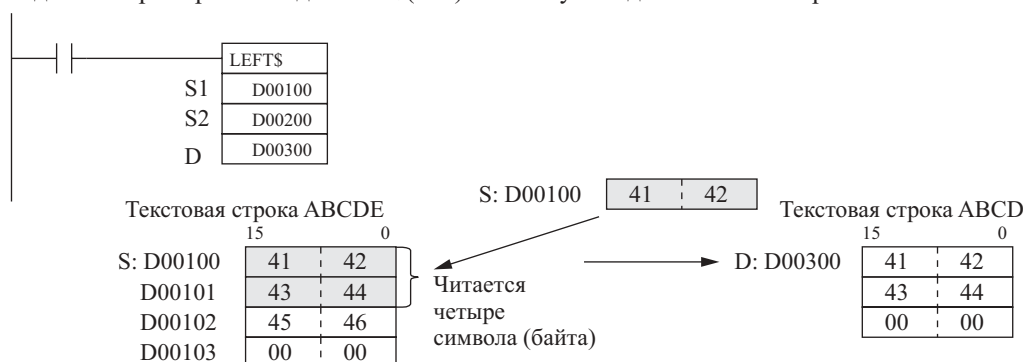 LEFT$
S1 D00100
S2 D00200
D D00300
S: D00100 41 42
Текстовая строка ABCDE
Текстовая строка ABCD
15 0
15 0
S: D00100 41 42
D: D00300 41 42
D00101 43 44
43 44
Читается
четыре
символа (байта)
D00102 45 46
00 00
D00103 00 00